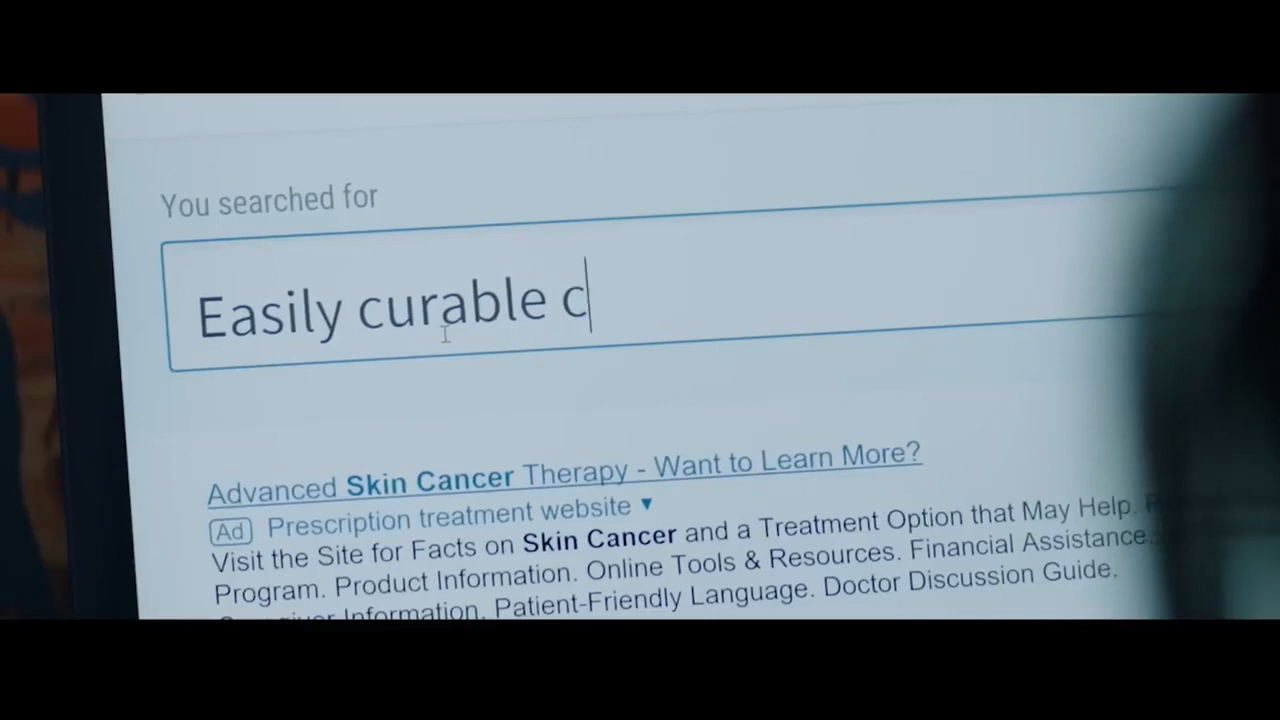 You searched for
Easily curable c
Advanced Skin Cancer Therapy - Want to Learn More?
Ad Prescription treatment website ▼
Visit the Site for Facts on Skin Cancer and a Treatment Option that May Help.
Program. Product Information. Online Tools & Resources. Financial Assistance.
Information. Patient-Friendly Language. Doctor Discussion Guide.